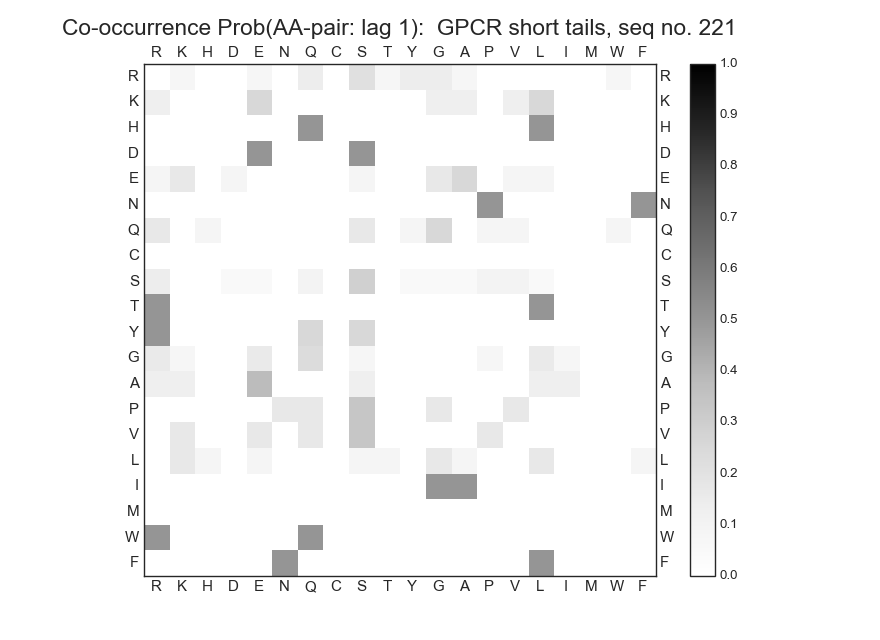 Co-occurrence Prob(AA-pair: lag 1):  GPCR short tails, seq no. 221
R K H D E N Q C S T Y G A P V L I M W F
1.0
R R
K K
0.9
H H
D D
0.8
E E
N N
0.7
Q Q
C C
0.6
S S
T T
0.5
Y Y
G G
0.4
A A
P P
0.3
V V
L L
0.2
I I
M M
0.1
W W
F F
0.0
R K H D E N Q C S T Y G A P V L I M W F